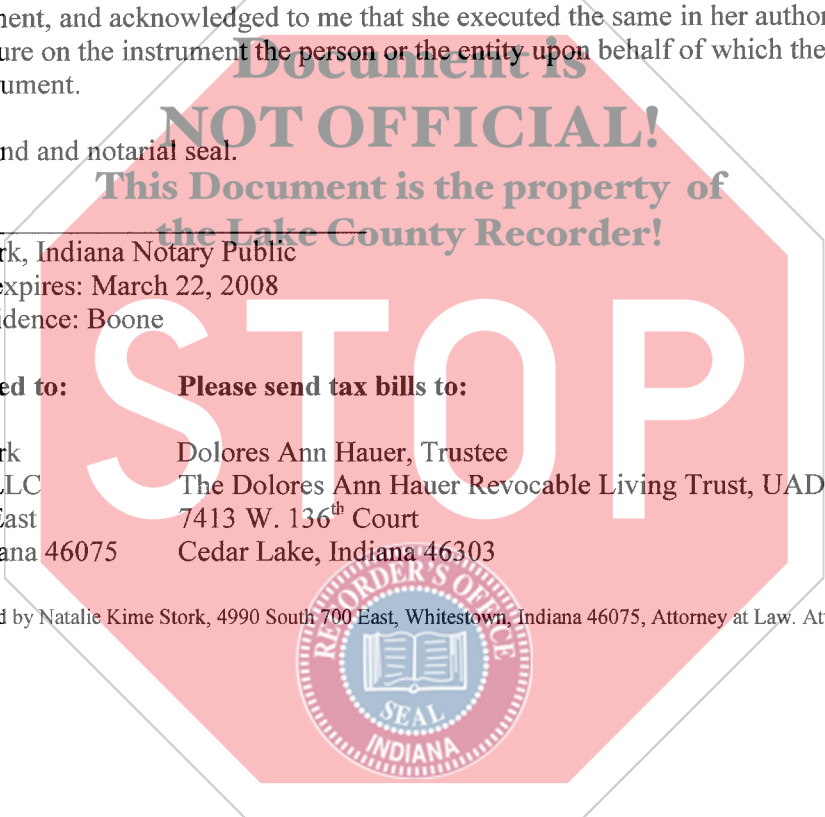 nent, and acknowledged to me that she executed the same in her author
ure on the instrument the person or the entity upon behalf of which the
ument.
Document is
NOT OFFICIAL!
nd and notarial seal.
This Document is the property of
the Lake County Recorder!
rk, Indiana Notary Public
expires: March 22, 2008
idence: Boone
STOP
ed to: Please send tax bills to:
rk Dolores Ann Hauer, Trustee
LLC The Dolores Ann Hauer Revocable Living Trust, UAD
East 7413 W. 136th Court
ana 46075 Cedar Lake, Indiana 46303
d by Natalie Kime Stork, 4990 South 700 East, Whitestown, Indiana 46075, Attorney at Law. At
RECORDER'S OFFICE
SEAL
INDIANA